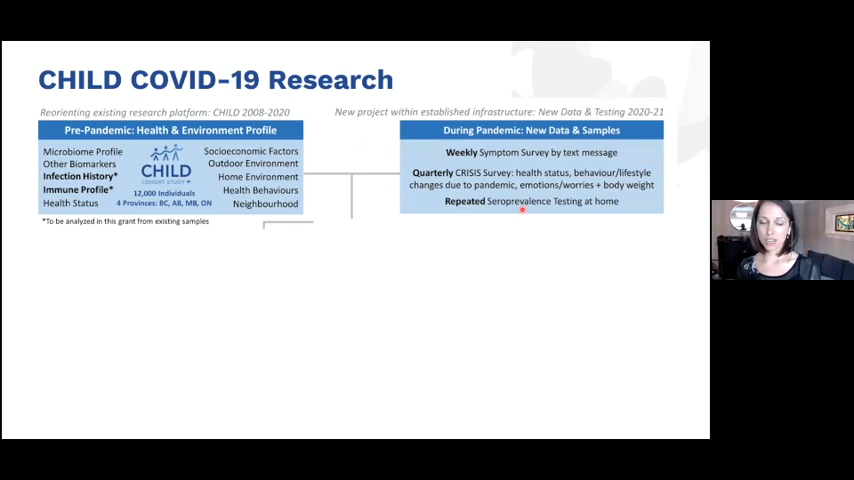 CHILD COVID-19 Research
Reorienting existing research platform: CHILD 2008-2020
Pre-Pandemic: Health & Environment Profile
Microbiome Profile
Other Biomarkers
Infection History*
Immune Profile*
Health Status
CHILD
COHORT STUDY
12,000 Individuals
4 Provinces: BC, AB, MB, ON
Socioeconomic Factors
Outdoor Environment
Home Environment
Health Behaviours
Neighbourhood
*To be analyzed in this grant from existing samples
New project within established infrastructure: New Data & Testing 2020-21
During Pandemic: New Data & Samples
Weekly Symptom Survey by text message
Quarterly CRISIS Survey: health status, behaviour/lifestyle
changes due to pandemic, emotions/worries + body weight
Repeated Seroprevalence Testing at home